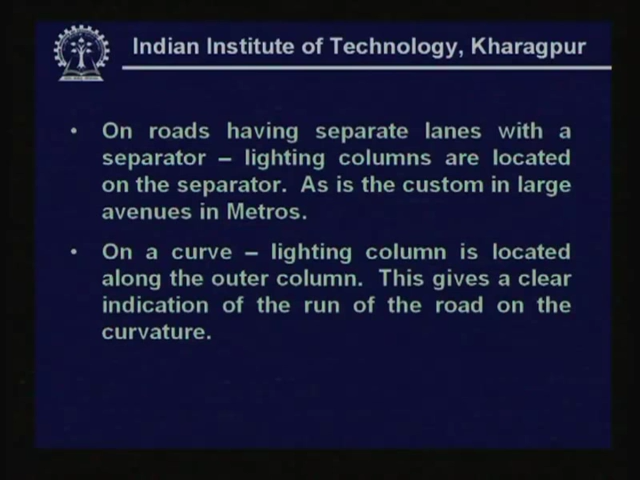 Indian Institute of Technology, Kharagpur
• On roads having separate lanes with a
separator – lighting columns are located
on the separator. As is the custom in large
avenues in Metros.
• On a curve – lighting column is located
along the outer column. This gives a clear
indication of the run of the road on the
curvature.